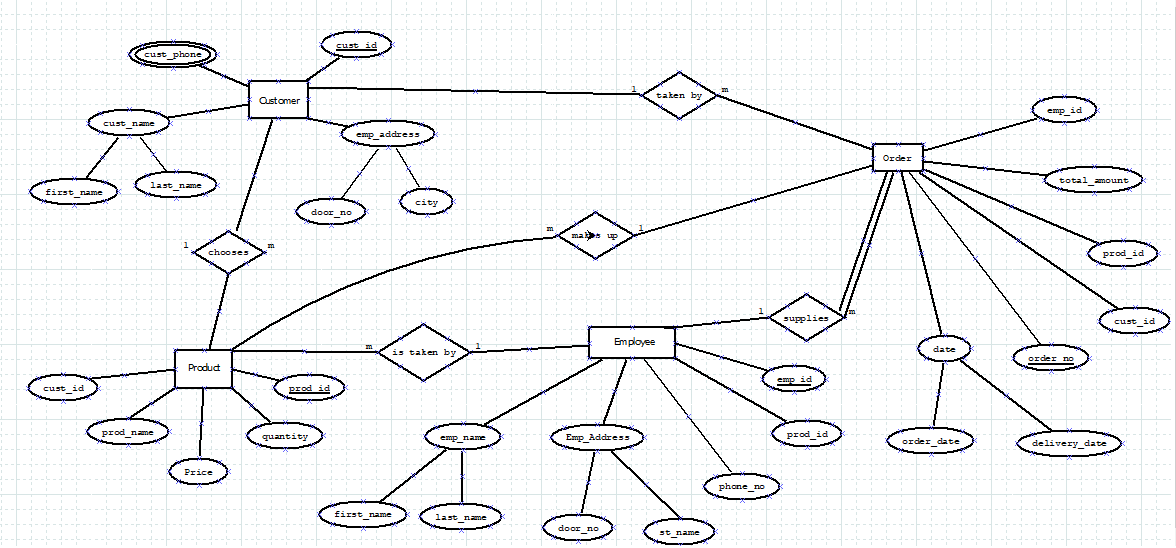 cust_phone
cust_id
Customer
1
taken by
m
cust_name
emp_address
emp_id
Order
first_name
last_name
door_no
city
total_amount
1
chooses
m
m
makes up
1
prod_id
1
supplies
m
cust_id
Product
m
is taken by
1
Employee
date
order_no
cust_id
prod_id
emp_id
prod_name
quantity
emp_name
Emp_Address
prod_id
order_date
delivery_date
Price
phone_no
first_name
last_name
door_no
st_name